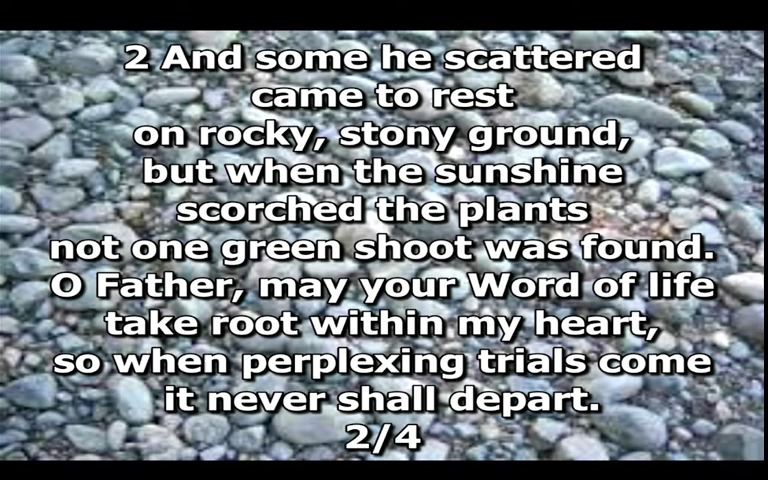 2 And some he scattered
came to rest
on rocky, stony ground,
but when the sunshine
scorched the plants
not one green shoot was found.
O Father, may your Word of life
take root within my heart,
so when perplexing trials come
it never shall depart.
2/4